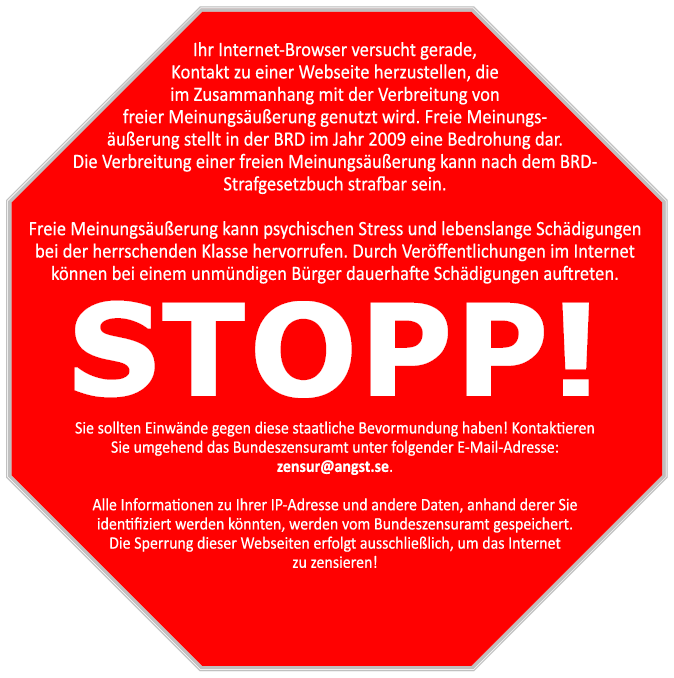 Ihr Internet-Browser versucht gerade,
Kontakt zu einer Webseite herzustellen, die
im Zusammanhang mit der Verbreitung von
freier Meinungsäußerung genutzt wird. Freie Meinungs-
äußerung stellt in der BRD im Jahr 2009 eine Bedrohung dar.
Die Verbreitung einer freien Meinungsäußerung kann nach dem BRD-
Strafgesetzbuch strafbar sein.
Freie Meinungsäußerung kann psychischen Stress und lebenslange Schädigungen
bei der herrschenden Klasse hervorrufen. Durch Veröffentlichungen im Internet
können bei einem unmündigen Bürger dauerhafte Schädigungen auftreten.
STOPP!
Sie sollten Einwände gegen diese staatliche Bevormundung haben! Kontaktieren
Sie umgehend das Bundeszensuramt unter folgender E-Mail-Adresse:
zensur@angst.se.
Alle Informationen zu Ihrer IP-Adresse und andere Daten, anhand derer Sie
identifiziert werden könnten, werden vom Bundeszensuramt gespeichert.
Die Sperrung dieser Webseiten erfolgt ausschließlich, um das Internet
zu zensieren!